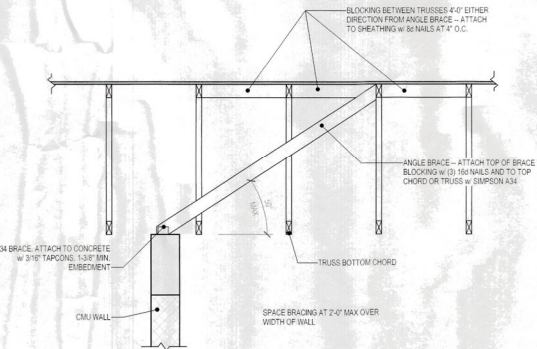 BLOCKING BETWEEN TRUSSES 4'-0" EITHER
DIRECTION FROM ANGLE BRACE – ATTACH
TO SHEATHING w/ 8d NAILS AT 4" O.C.
ANGLE BRACE – ATTACH TOP OF BRACE
BLOCKING w/ (3) 16d NAILS AND TO TOP
CHORD OR TRUSS w/ SIMPSON A34
MAX
34 BRACE. ATTACH TO CONCRETE
w/ 3/16" TAPCONS. 1-3/8" MIN.
EMBEDMENT
TRUSS BOTTOM CHORD
CMU WALL
SPACE BRACING AT 2'-0" MAX OVER
WIDTH OF WALL